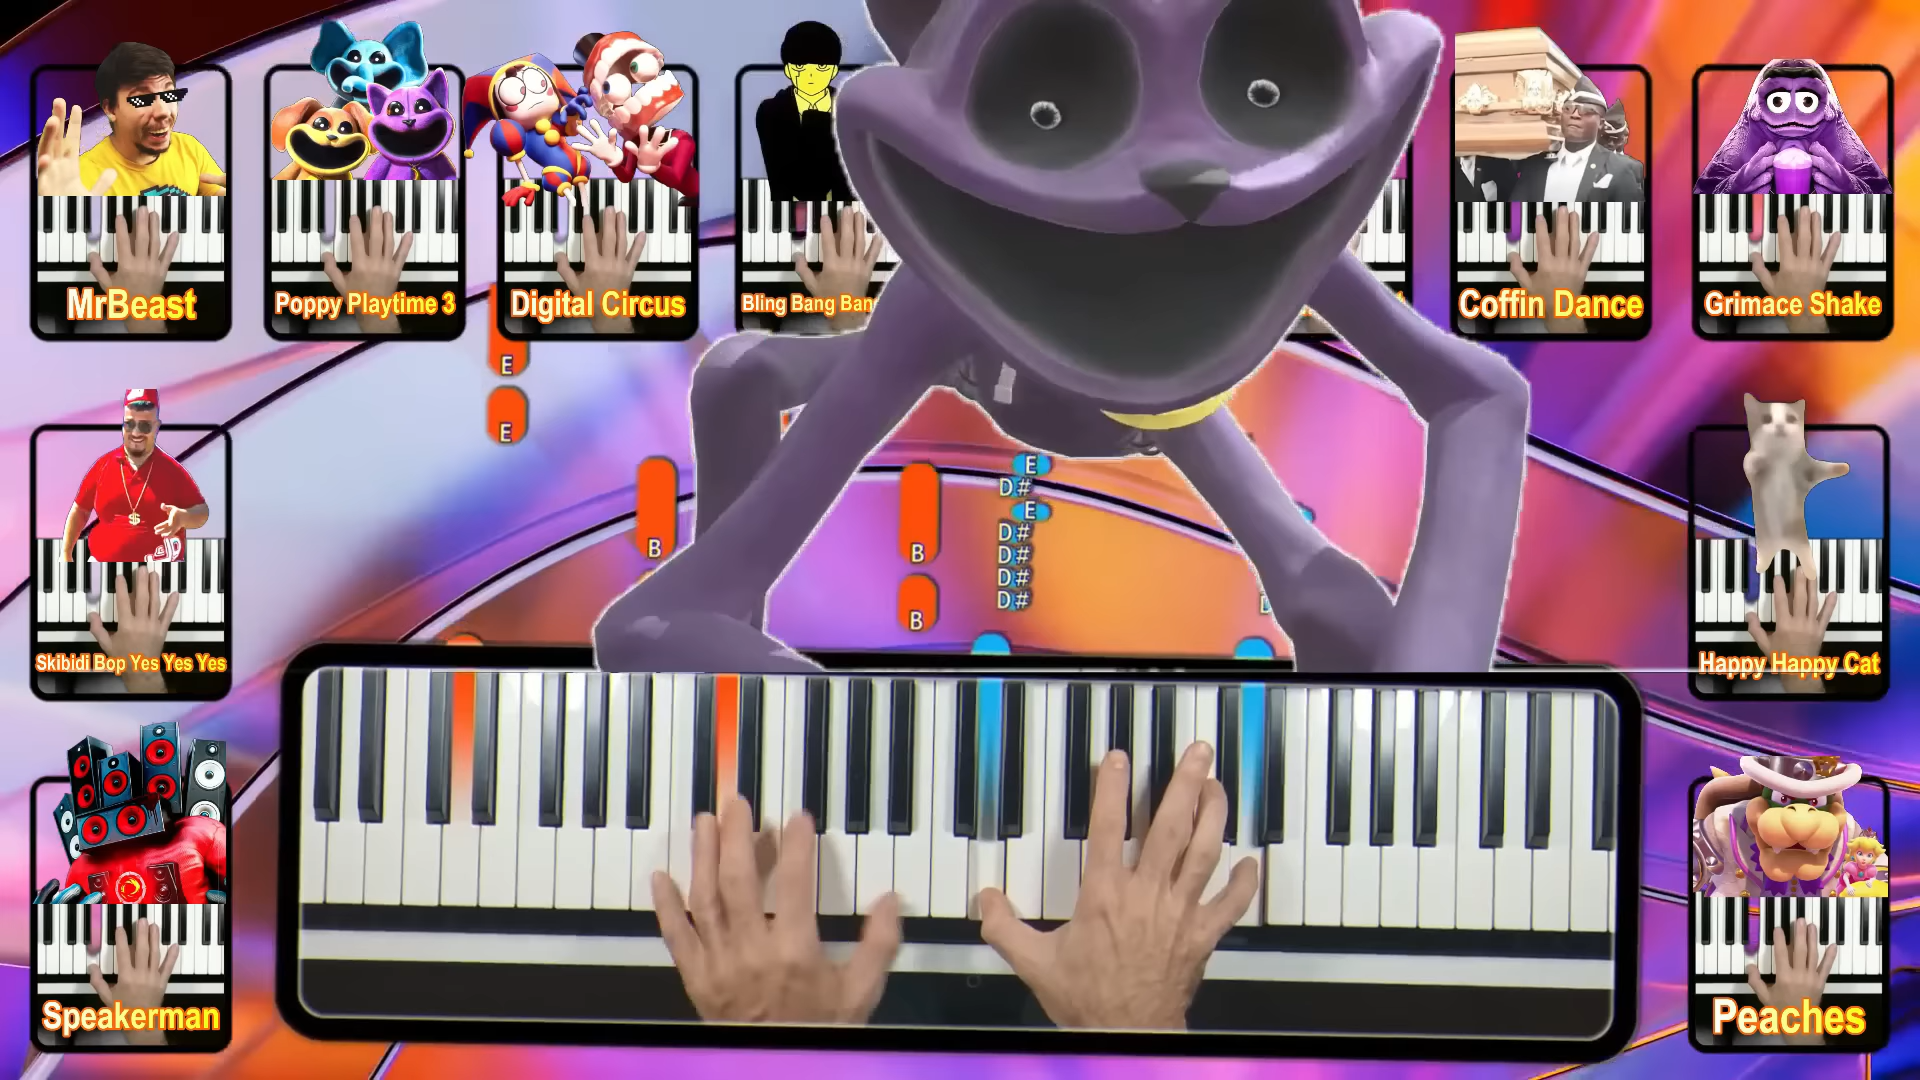 MrBeast
Poppy Playtime 3
Digital Circus
Bling Bang Ban
Coffin Dance
Grimace Shake
E
E
E
D#
E
D#
D#
D#
D#
B
B
B
B
Skibidi Bop Yes Yes Yes
Happy Happy Cat
Speakerman
Peaches